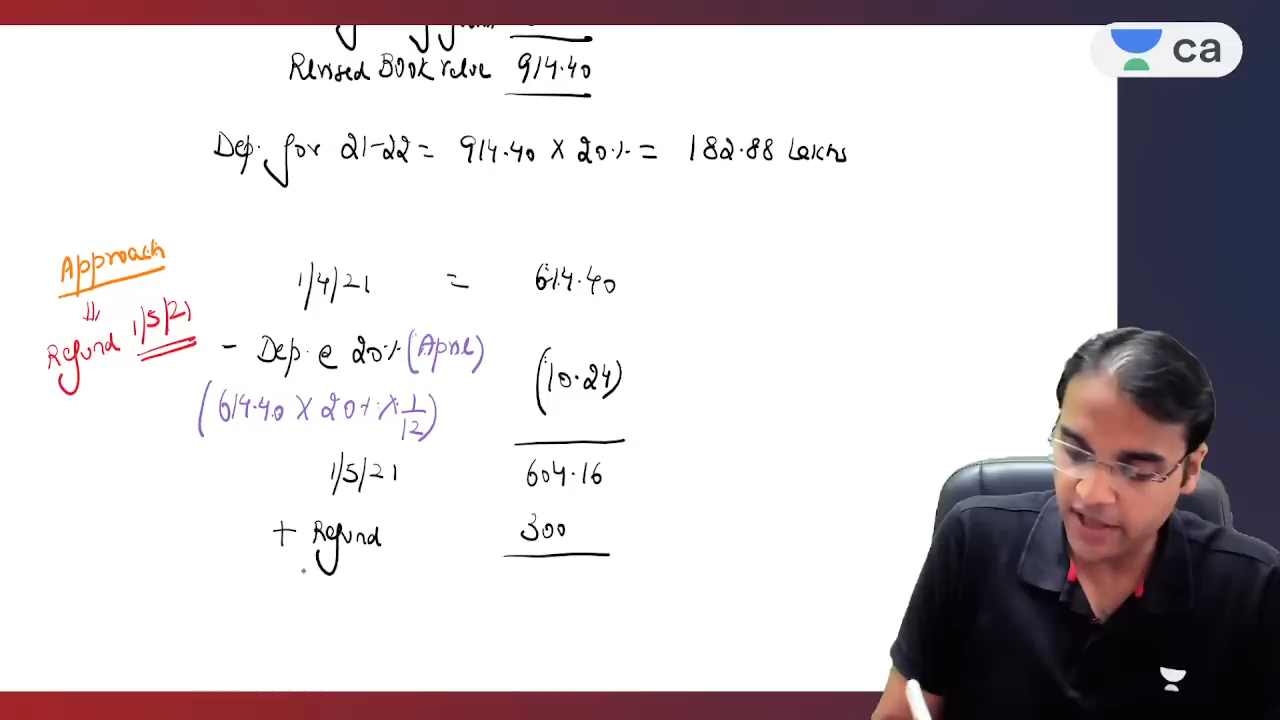 ca
Revised Book Value 914.40
Dep. for 21-22 = 914.40 × 20% = 182.88 Lakhs
Approach
Refund 1/5/21
1/4/21 = 614.40
- Dep. @ 20% (April) (10.24)
(614.40 × 20% × 1/12)
1/5/21 604.16
+ Refund 300